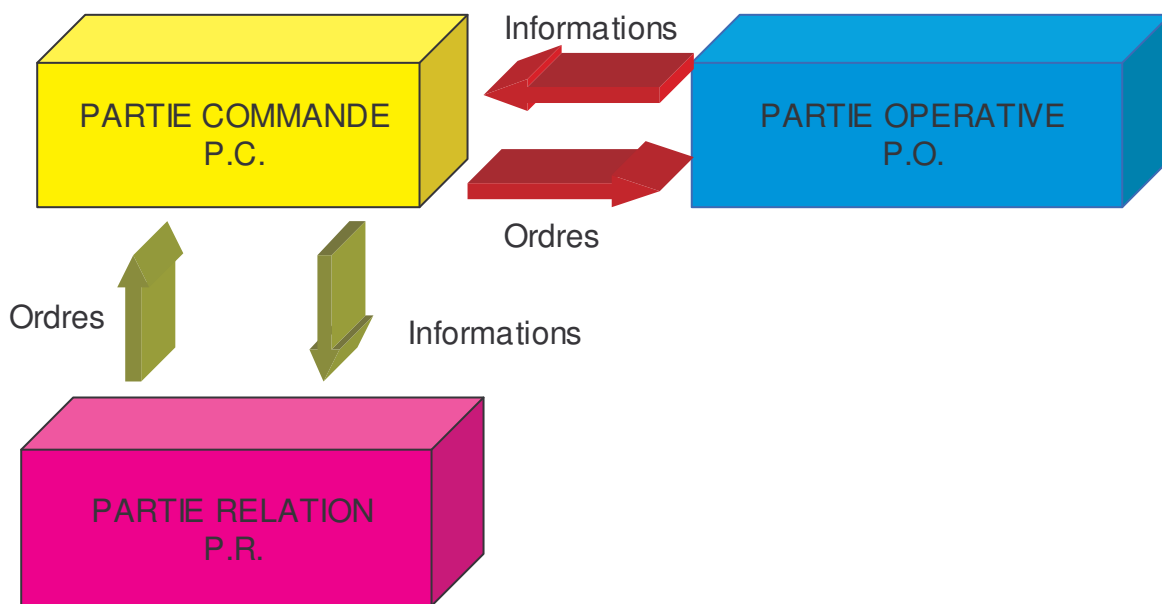 Informations
PARTIE COMMANDE
P.C.
PARTIE OPERATIVE
P.O.
Ordres
Ordres
Informations
PARTIE RELATION
P.R.